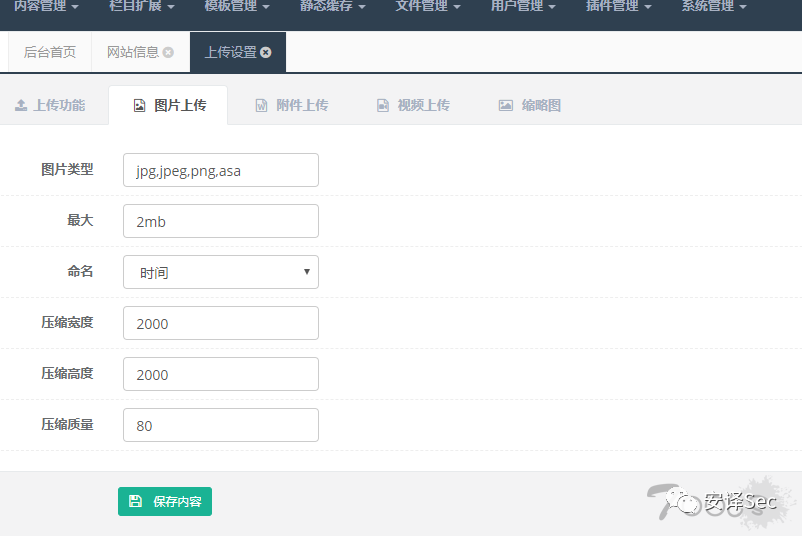 内容管理 栏目扩展 模板管理 静态缓存 文件管理 用户管理 插件管理 系统管理
后台首页 网站信息 上传设置
上传功能 图片上传 附件上传 视频上传 缩略图
图片类型 jpg,jpeg,png,asa
最大 2mb
命名 时间
压缩宽度 2000
压缩高度 2000
压缩质量 80
保存内容
安译Sec